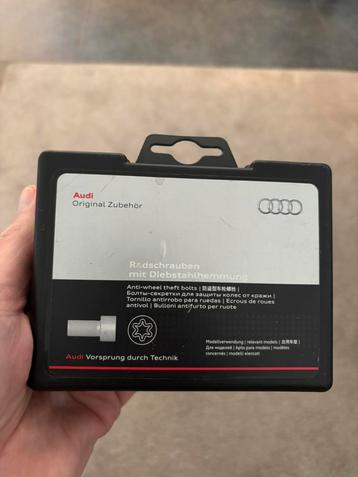 Audi
Original Zubehör
Radschrauben
mit Diebstahlhemmung
Anti-wheel theft bolts | 防盗型车轮螺栓 |
Болты-секретки для защиты колес от кражи |
Tornillo antirrobo para ruedas | Ecrous de roues
antivol | Bulloni antifurto per ruote
Audi Vorsprung durch Technik
Modellverwendung | relevant models | 适用车型 |
Для моделей | Apto para modelo | modèles
concernés | modelli elencati